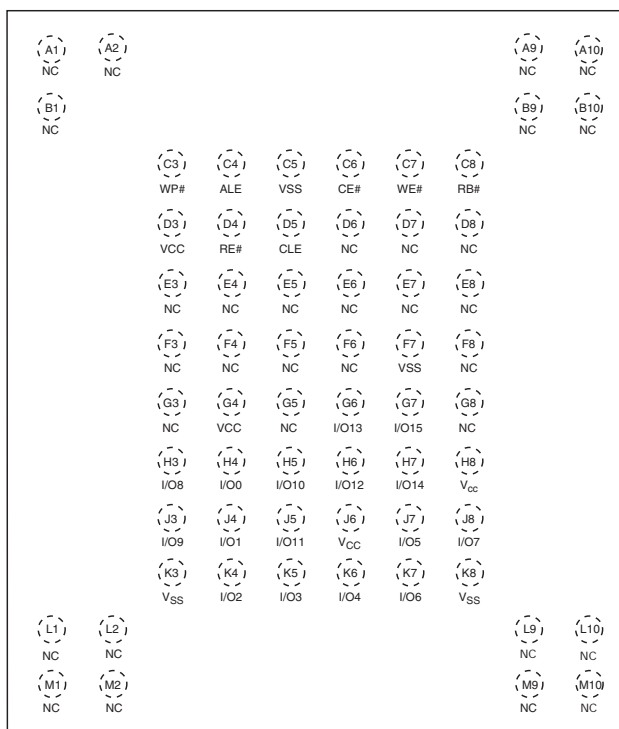 A1 A2 A9 A10
NC NC NC NC
B1 B9 B10
NC NC NC
C3 C4 C5 C6 C7 C8
WP# ALE VSS CE# WE# RB#
D3 D4 D5 D6 D7 D8
VCC RE# CLE NC NC NC
E3 E4 E5 E6 E7 E8
NC NC NC NC NC NC
F3 F4 F5 F6 F7 F8
NC NC NC NC VSS NC
G3 G4 G5 G6 G7 G8
NC VCC NC I/O13 I/O15 NC
H3 H4 H5 H6 H7 H8
I/O8 I/O0 I/O10 I/O12 I/O14 Vcc
J3 J4 J5 J6 J7 J8
I/O9 I/O1 I/O11 VCC I/O5 I/O7
K3 K4 K5 K6 K7 K8
VSS I/O2 I/O3 I/O4 I/O6 VSS
L1 L2 L9 L10
NC NC NC NC
M1 M2 M9 M10
NC NC NC NC